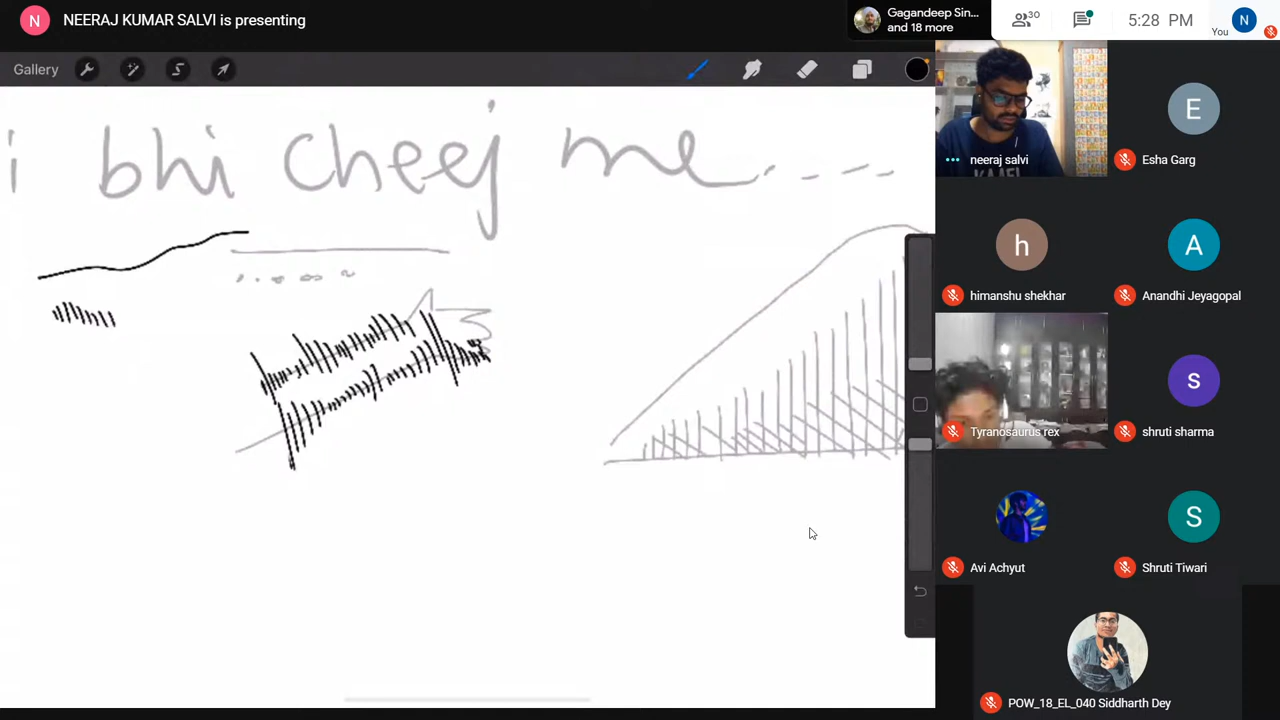 N NEERAJ KUMAR SALVI is presenting
Gagandeep Sin...
and 18 more
30
5:28 PM
You
N
Gallery
i bhi cheej me.....
neeraj salvi
E
Esha Garg
h
himanshu shekhar
A
Anandhi Jeyagopal
Tyranosaurus rex
s
shruti sharma
Avi Achyut
S
Shruti Tiwari
POW_18_EL_040 Siddharth Dey